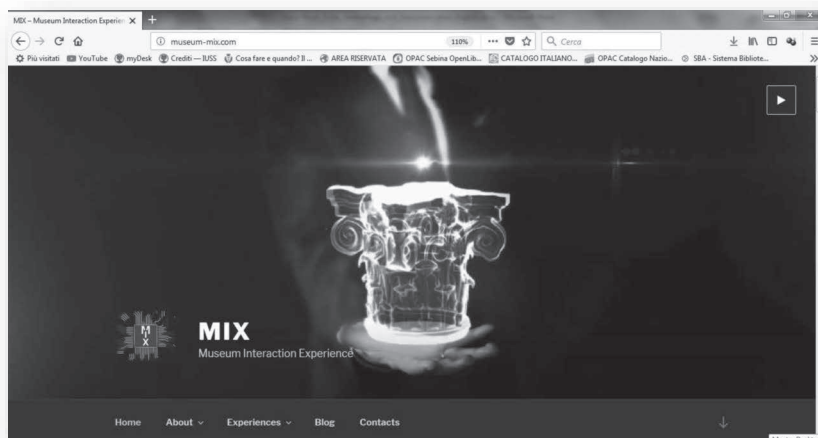 MIX – Museum Interaction Experien
museum-mix.com
110%
Cerca
Più visitati YouTube myDesk Crediti — IUSS Cosa fare e quando? Il ... AREA RISERVATA OPAC Sebina OpenLib... CATALOGO ITALIANO... OPAC Catalogo Nazio... SBA - Sistema Bibliote...
M
I
X
MIX
Museum Interaction Experience
Home About Experiences Blog Contacts